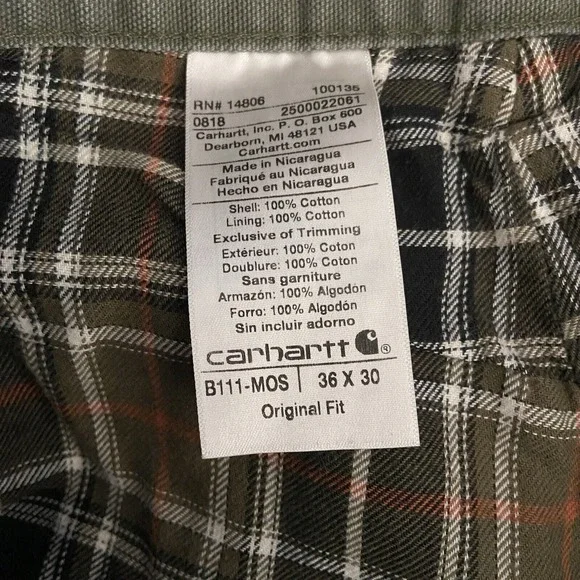 RN# 14806 100135
0818 2500022061
Carhartt, Inc. P. O. Box 600
Dearborn, MI 48121 USA
Carhartt.com
Made in Nicaragua
Fabriqué au Nicaragua
Hecho en Nicaragua
Shell: 100% Cotton
Lining: 100% Cotton
Exclusive of Trimming
Extérieur: 100% Coton
Doublure: 100% Coton
Sans garniture
Armazón: 100% Algodón
Forro: 100% Algodón
Sin incluir adorno
carhartt ®
B111-MOS | 36 X 30
Original Fit